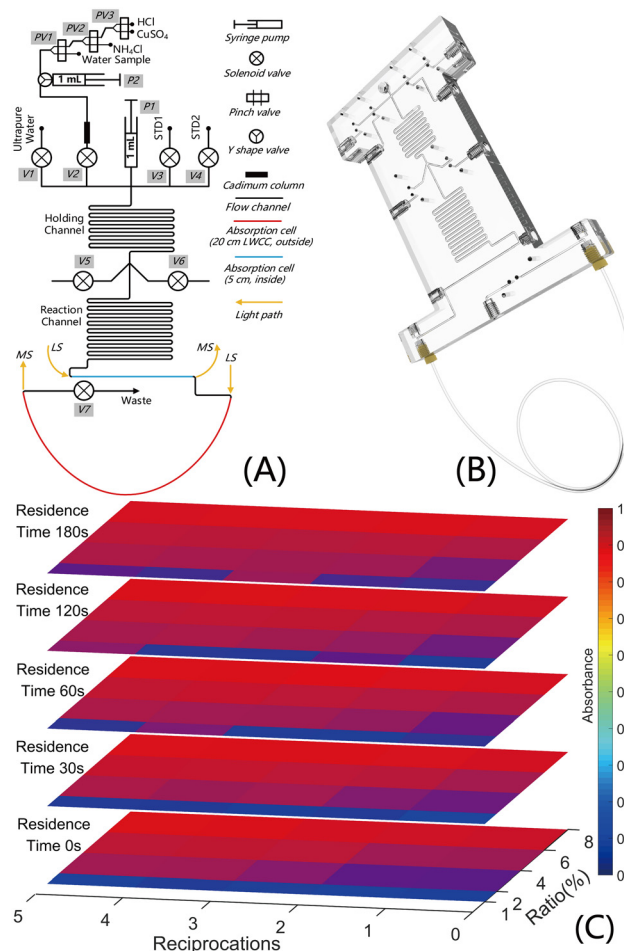 PV3
PV2
PV1
HCl
CuSO₄
NH₄Cl
Water Sample
1 mL
P2
P1
Ultrapure
Water
1 mL
STD1
STD2
V1
V2
V3
V4
Holding
Channel
V5
V6
Reaction
Channel
MS
LS
MS
LS
V7
Waste
Syringe pump
Solenoid valve
Pinch valve
Y shape valve
Cadimum column
Flow channel
Absorption cell
(20 cm LWCC, outside)
Absorption cell
(5 cm, inside)
Light path
(A)
(B)
Residence
Time 180s
Residence
Time 120s
Residence
Time 60s
Residence
Time 30s
Residence
Time 0s
5
4
3
2
1
0
Reciprocations
1
2
4
6
8
Ratio(%)
Absorbance
1
0
0
0
0
0
0
0
0
0
0
(C)